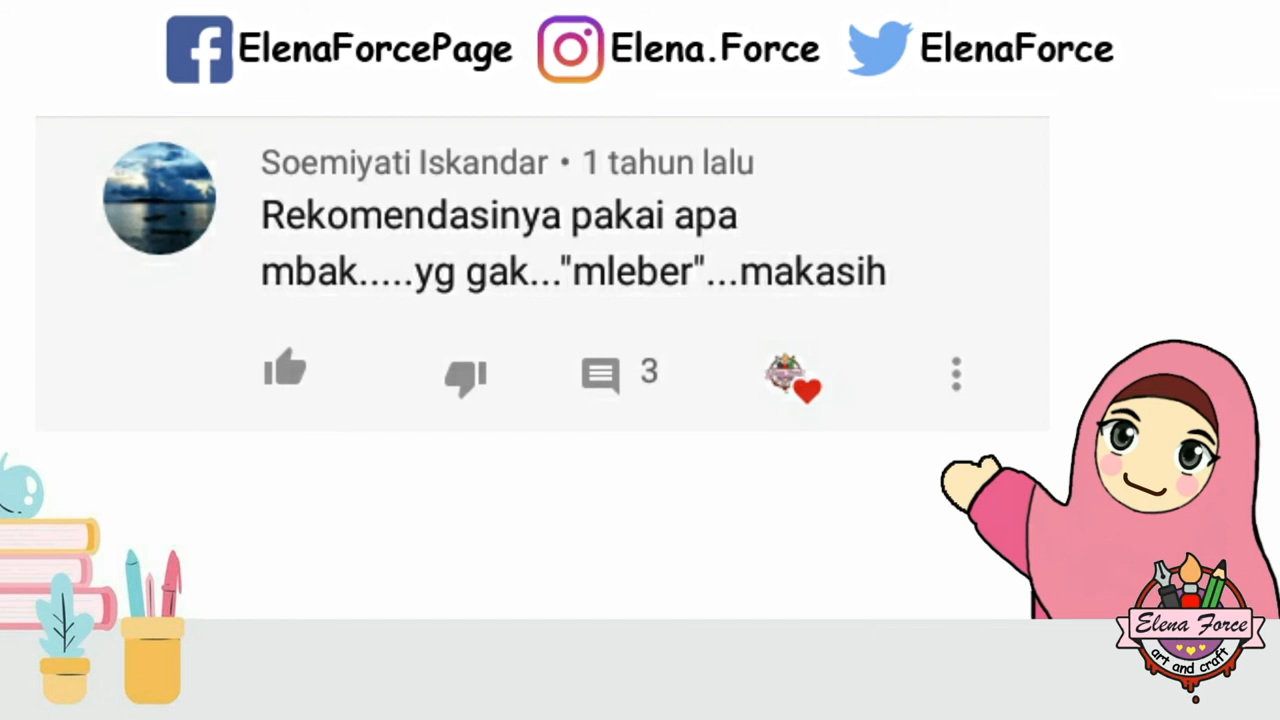 ElenaForcePage Elena.Force ElenaForce
Soemiyati Iskandar • 1 tahun lalu
Rekomendasinya pakai apa
mbak.....yg gak..."mleber"...makasih
3
Elena Force
art and craft